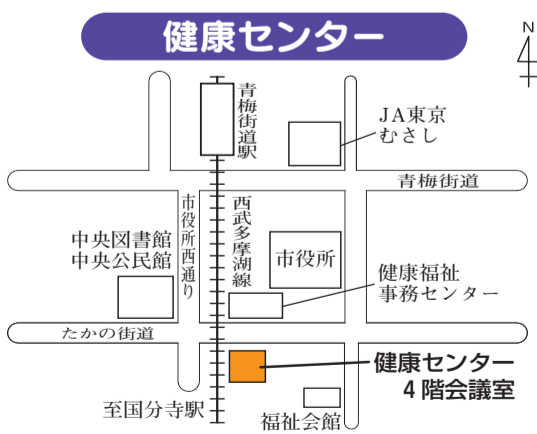 健康センター
N
青梅街道駅
JA東京
むさし
青梅街道
市役所西通り
西武多摩湖線
中央図書館
中央公民館
市役所
健康福祉
事務センター
たかの街道
健康センター
4階会議室
至国分寺駅
福祉会館